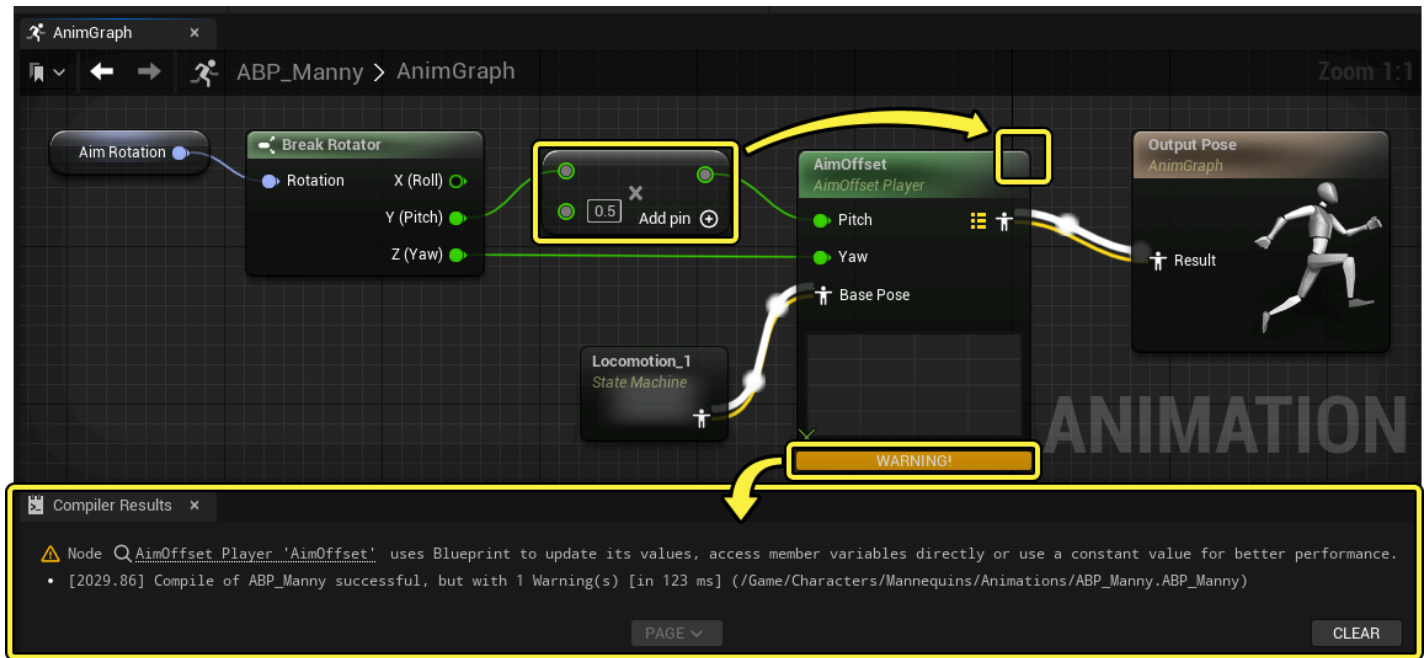 AnimGraph
ABP_Manny > AnimGraph
Zoom 1:1
Aim Rotation
Break Rotator
Rotation
X (Roll)
Y (Pitch)
Z (Yaw)
0.5
Add pin
AimOffset
AimOffset Player
Pitch
Yaw
Base Pose
Output Pose
AnimGraph
Result
Locomotion_1
State Machine
ANIMATION
WARNING!
Compiler Results
Node AimOffset Player 'AimOffset' uses Blueprint to update its values, access member variables directly or use a constant value for better performance.
• [2029.86] Compile of ABP_Manny successful, but with 1 Warning(s) [in 123 ms] (/Game/Characters/Mannequins/Animations/ABP_Manny.ABP_Manny)
PAGE
CLEAR